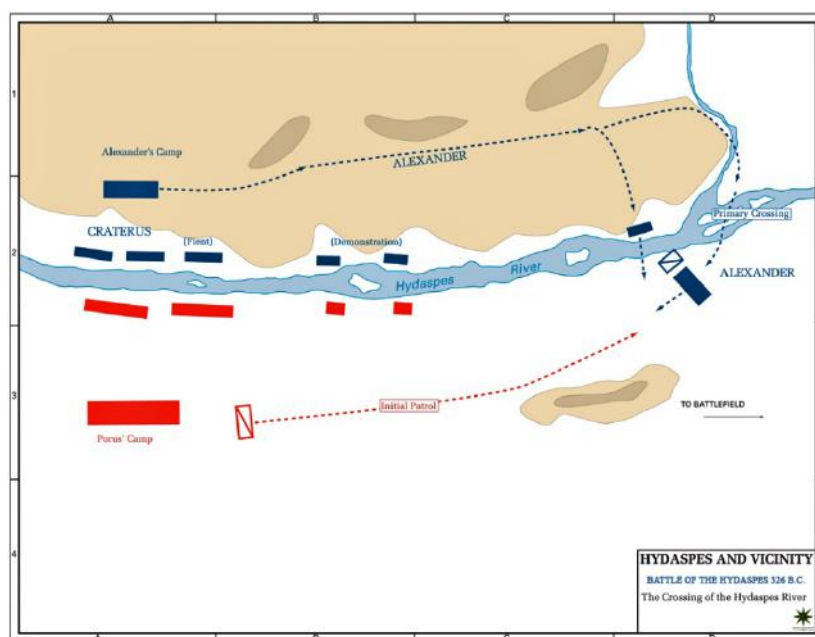 A B C D
1
Alexander's Camp
ALEXANDER
Primary Crossing
2
CRATERUS
(Fient)
(Demonstration)
Hydaspes River
ALEXANDER
3
Initial Patrol
TO BATTLEFIELD
Porus' Camp
4
HYDASPES AND VICINITY
BATTLE OF THE HYDASPES 326 B.C.
The Crossing of the Hydaspes River